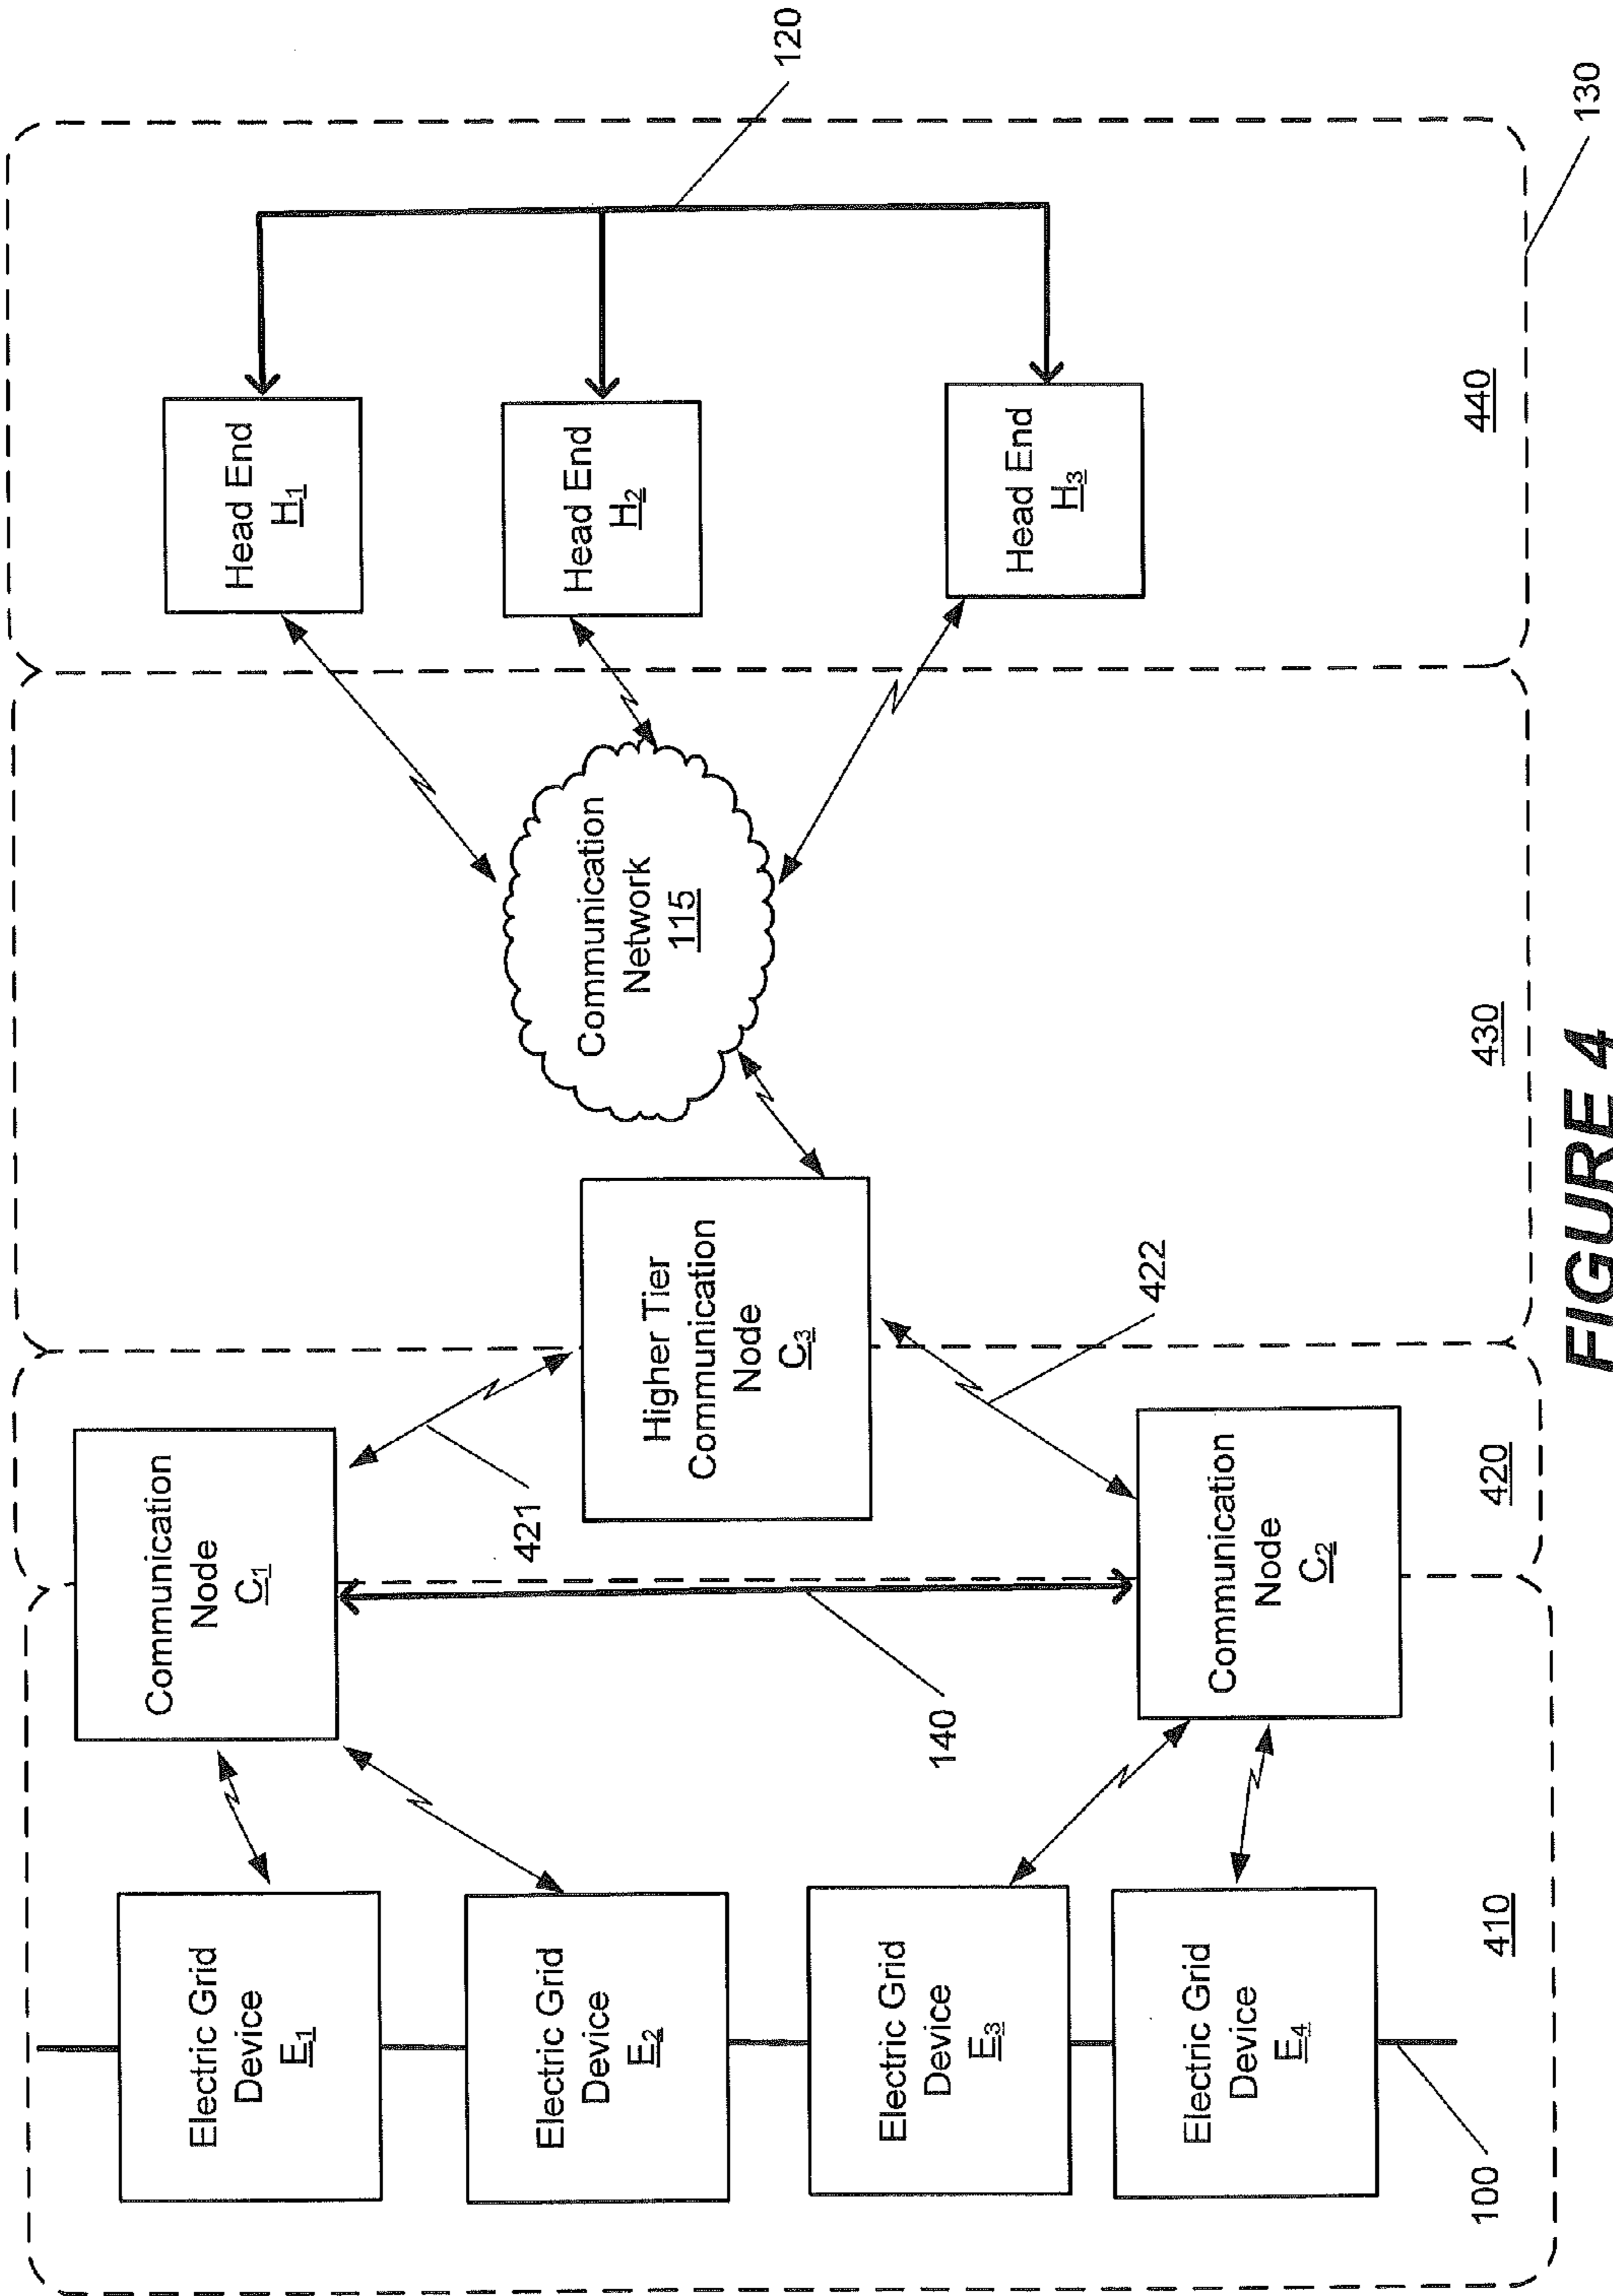 Electric Grid
Device
E1
Electric Grid
Device
E2
Electric Grid
Device
E3
Electric Grid
Device
E4
100
410
Communication
Node
C1
140
Communication
Node
C2
421
422
420
Higher Tier
Communication
Node
C3
Communication
Network
115
430
Head End
H1
Head End
H2
Head End
H3
120
440
130
FIGURE 4